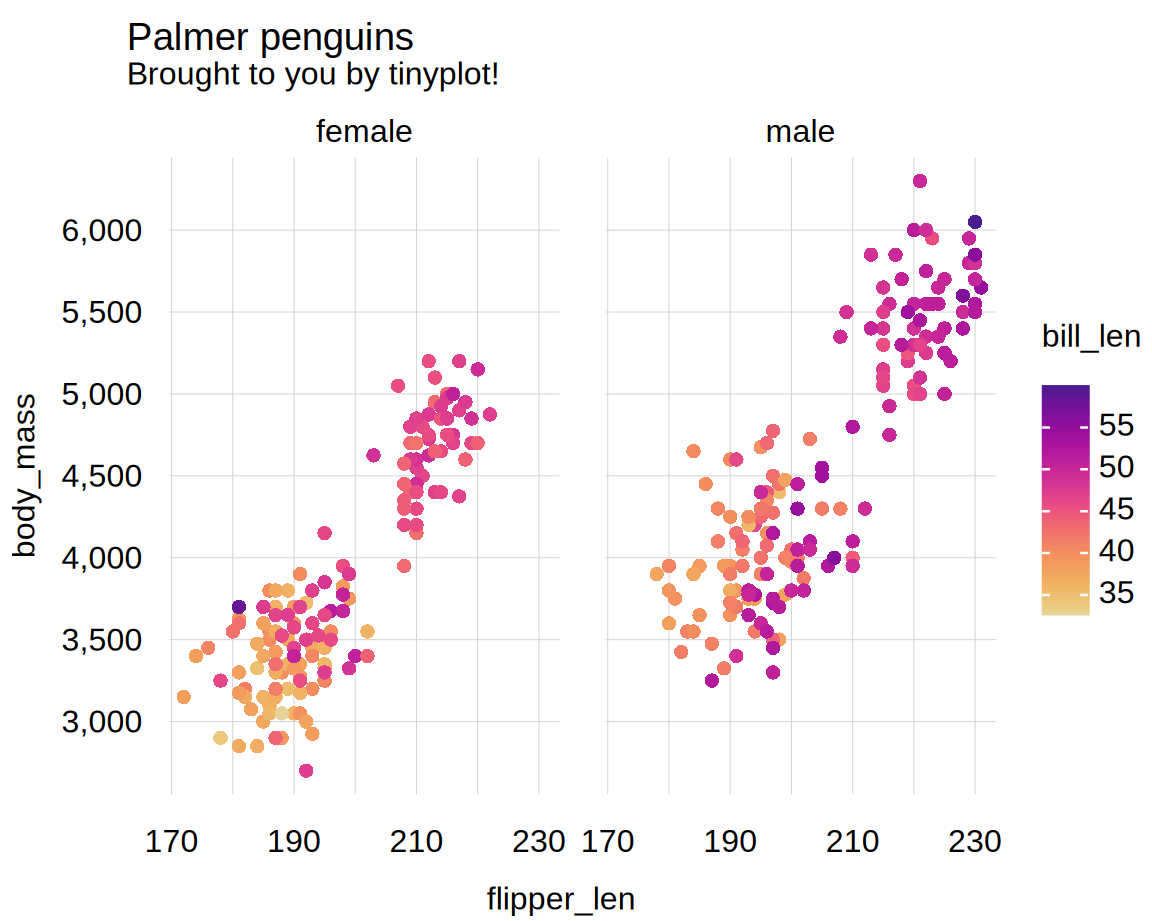 Palmer penguins
Brought to you by tinyplot!
female
male
body_mass
6,000
5,500
5,000
4,500
4,000
3,500
3,000
170 190 210 230 170 190 210 230
flipper_len
bill_len
55
50
45
40
35